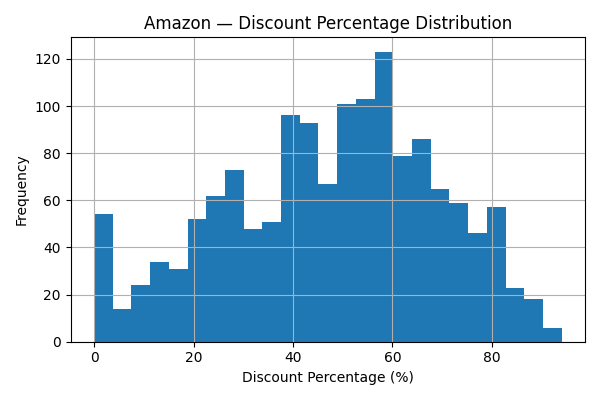 Amazon — Discount Percentage Distribution
Frequency
120
100
80
60
40
20
0
0 20 40 60 80
Discount Percentage (%)